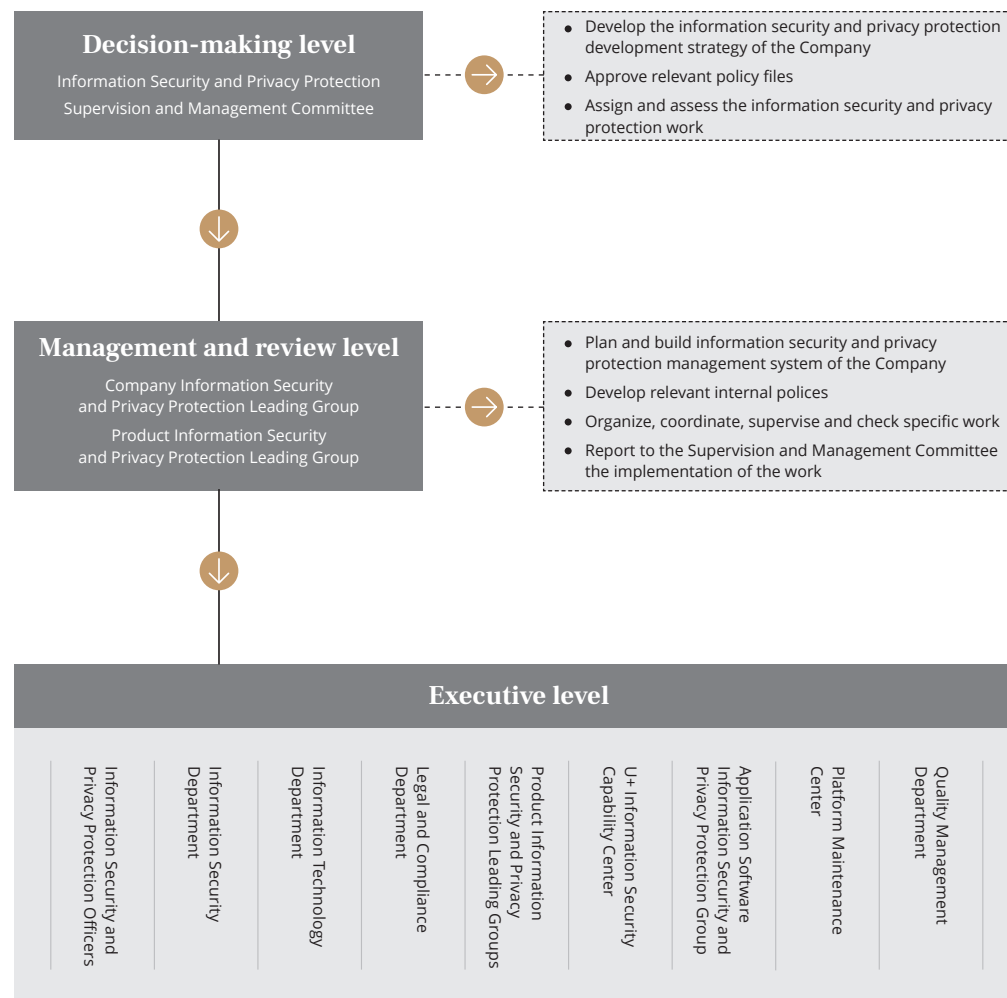 Decision-making level
Information Security and Privacy Protection
Supervision and Management Committee
● Develop the information security and privacy protection
development strategy of the Company
● Approve relevant policy files
● Assign and assess the information security and privacy
protection work
Management and review level
Company Information Security
and Privacy Protection Leading Group
Product Information Security
and Privacy Protection Leading Group
● Plan and build information security and privacy
protection management system of the Company
● Develop relevant internal polices
● Organize, coordinate, supervise and check specific work
● Report to the Supervision and Management Committee
the implementation of the work
Executive level
Information Security and
Privacy Protection Officers
Information Security
Department
Information Technology
Department
Legal and Compliance
Department
Product Information
Security and Privacy
Protection Leading Groups
U+ Information Security
Capability Center
Application Software
Information Security and
Privacy Protection Group
Platform Maintenance
Center
Quality Management
Department